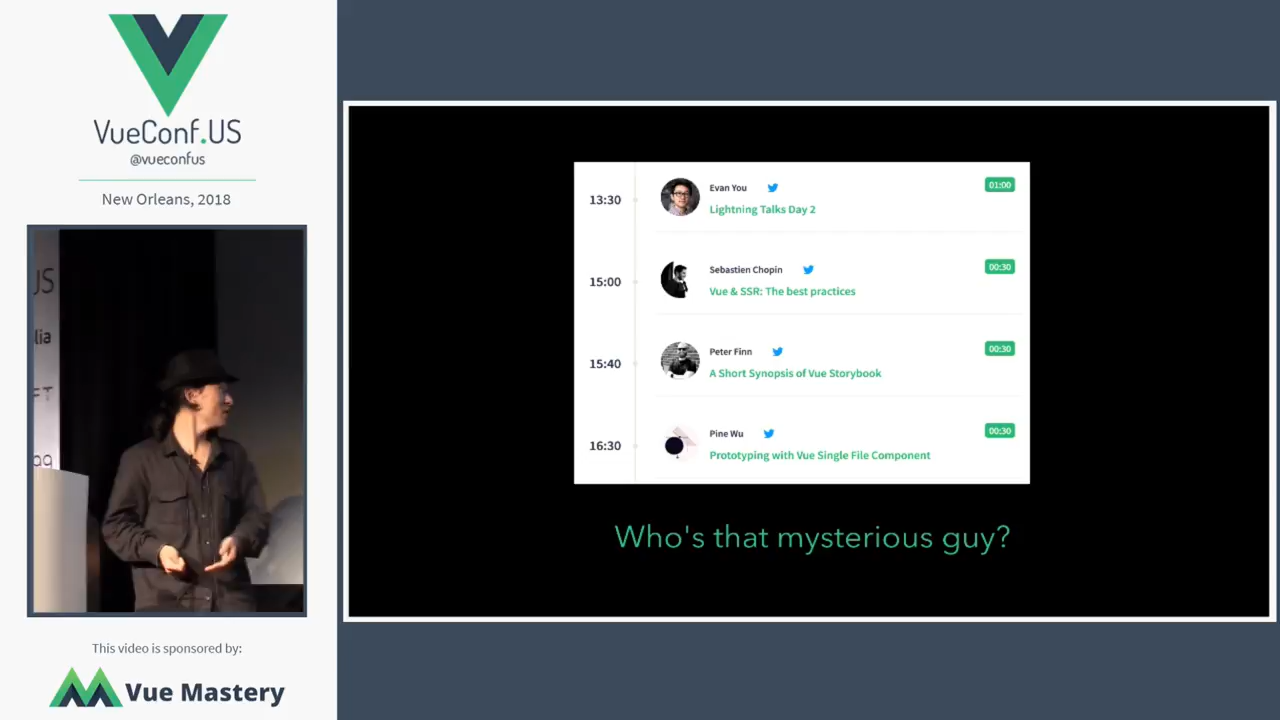 VueConf.US
@vueconfus
New Orleans, 2018
US
lia
This video is sponsored by:
Vue Mastery
13:30
Evan You
01:00
Lightning Talks Day 2
15:00
Sebastien Chopin
00:30
Vue & SSR: The best practices
15:40
Peter Finn
00:30
A Short Synopsis of Vue Storybook
16:30
Pine Wu
00:30
Prototyping with Vue Single File Component
Who's that mysterious guy?